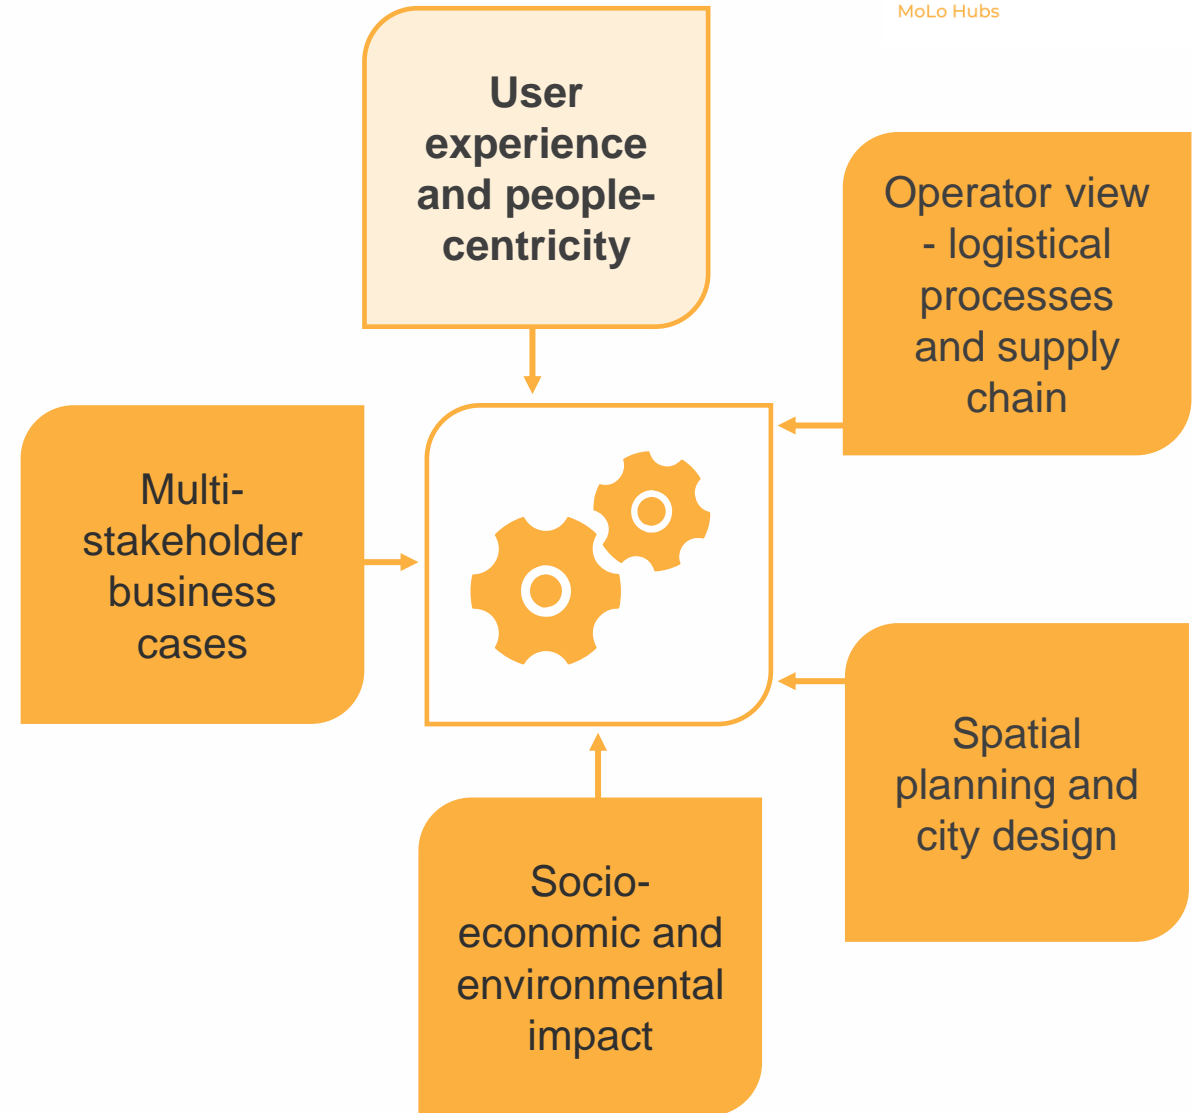 MoLo Hubs
User
experience
and people-
centricity
Operator view
- logistical
processes
and supply
chain
Multi-
stakeholder
business
cases
Spatial
planning and
city design
Socio-
economic and
environmental
impact